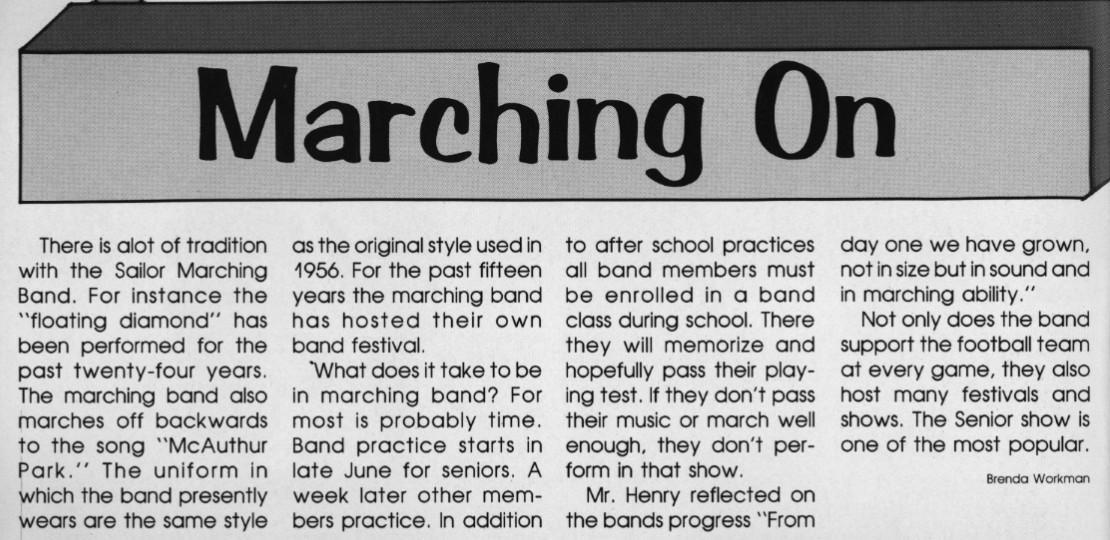 Marching On
There is alot of tradition
with the Sailor Marching
Band. For instance the
"floating diamond" has
been performed for the
past twenty-four years.
The marching band also
marches off backwards
to the song "McAuthur
Park." The uniform in
which the band presently
wears are the same style
as the original style used in
1956. For the past fifteen
years the marching band
has hosted their own
band festival.
`What does it take to be
in marching band? For
most is probably time.
Band practice starts in
late June for seniors. A
week later other mem-
bers practice. In addition
to after school practices
all band members must
be enrolled in a band
class during school. There
they will memorize and
hopefully pass their play-
ing test. If they don't pass
their music or march well
enough, they don't per-
form in that show.
Mr. Henry reflected on
the bands progress "From
day one we have grown,
not in size but in sound and
in marching ability."
Not only does the band
support the football team
at every game, they also
host many festivals and
shows. The Senior show is
one of the most popular.
Brenda Workman